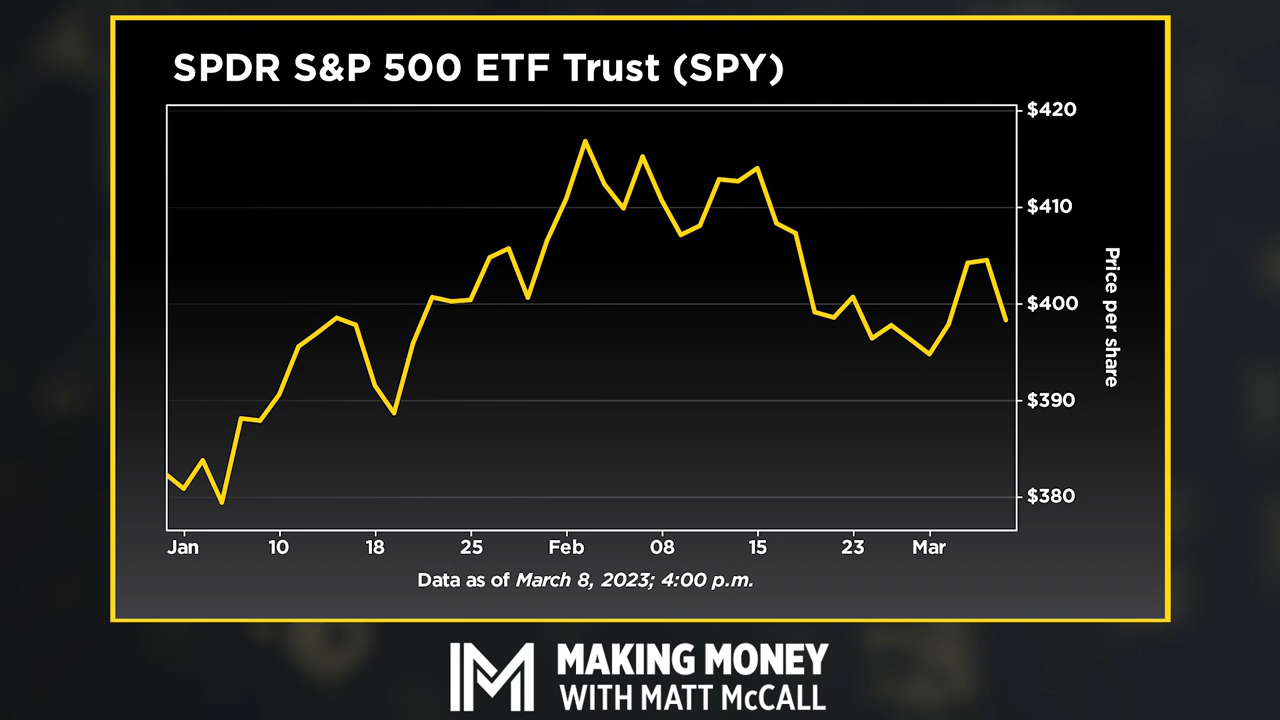 SPDR S&P 500 ETF Trust (SPY)
$420
$410
$400
$390
$380
Price per share
Jan 10 18 25 Feb 08 15 23 Mar
Data as of March 8, 2023; 4:00 p.m.
MAKING MONEY
WITH MATT McCALL